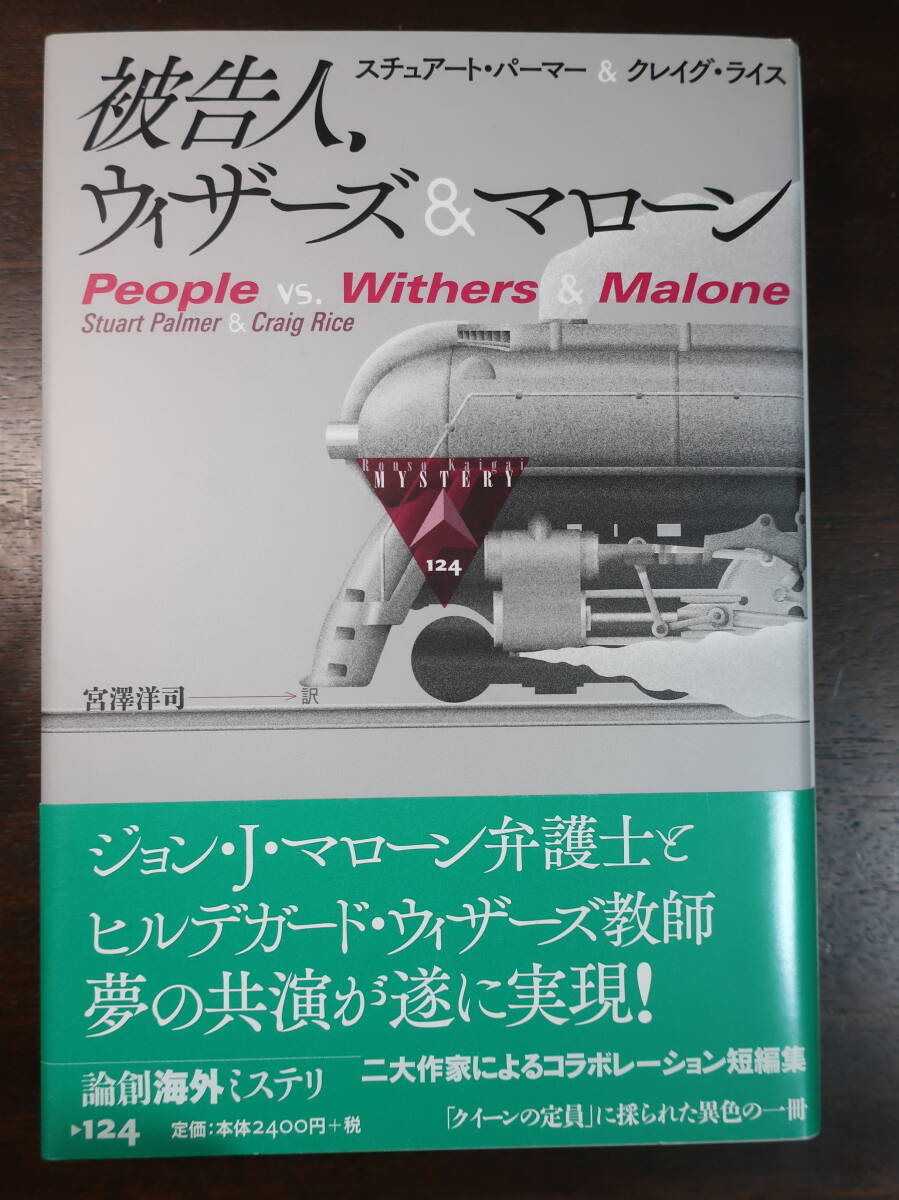 スチュアート・パーマー & クレイグ・ライス
被告人、
ウィザーズ&マローン
People vs. Withers & Malone
Stuart Palmer & Craig Rice
Ronso Kaigai
MYSTERY
124
宮澤洋司 → 訳
ジョン・J・マローン弁護士と
ヒルデガード・ウィザーズ教師
夢の共演が遂に実現!
二大作家によるコラボレーション短編集
論創海外ミステリ
「クイーンの定員」に採られた異色の一冊
▶124 定価:本体2400円+税